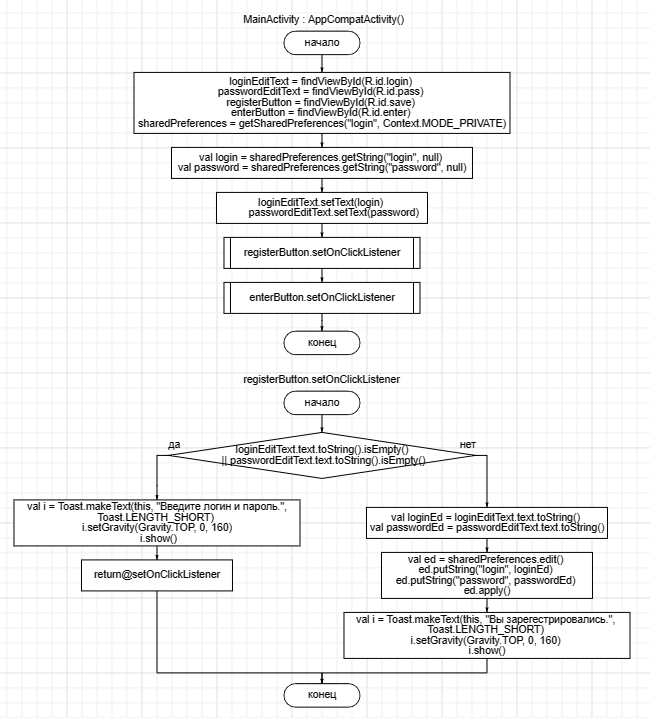 MainActivity : AppCompatActivity()
начало
loginEditText = findViewById(R.id.login)
passwordEditText = findViewById(R.id.pass)
registerButton = findViewById(R.id.save)
enterButton = findViewById(R.id.enter)
sharedPreferences = getSharedPreferences("login", Context.MODE_PRIVATE)
val login = sharedPreferences.getString("login", null)
val password = sharedPreferences.getString("password", null)
loginEditText.setText(login)
passwordEditText.setText(password)
registerButton.setOnClickListener
enterButton.setOnClickListener
конец
registerButton.setOnClickListener
начало
да
нет
loginEditText.text.toString().isEmpty()
|| passwordEditText.text.toString().isEmpty()
val i = Toast.makeText(this, "Введите логин и пароль.",
Toast.LENGTH_SHORT)
i.setGravity(Gravity.TOP, 0, 160)
i.show()
return@setOnClickListener
val loginEd = loginEditText.text.toString()
val passwordEd = passwordEditText.text.toString()
val ed = sharedPreferences.edit()
ed.putString("login", loginEd)
ed.putString("password", passwordEd)
ed.apply()
val i = Toast.makeText(this, "Вы зарегестрировались.",
Toast.LENGTH_SHORT)
i.setGravity(Gravity.TOP, 0, 160)
i.show()
конец